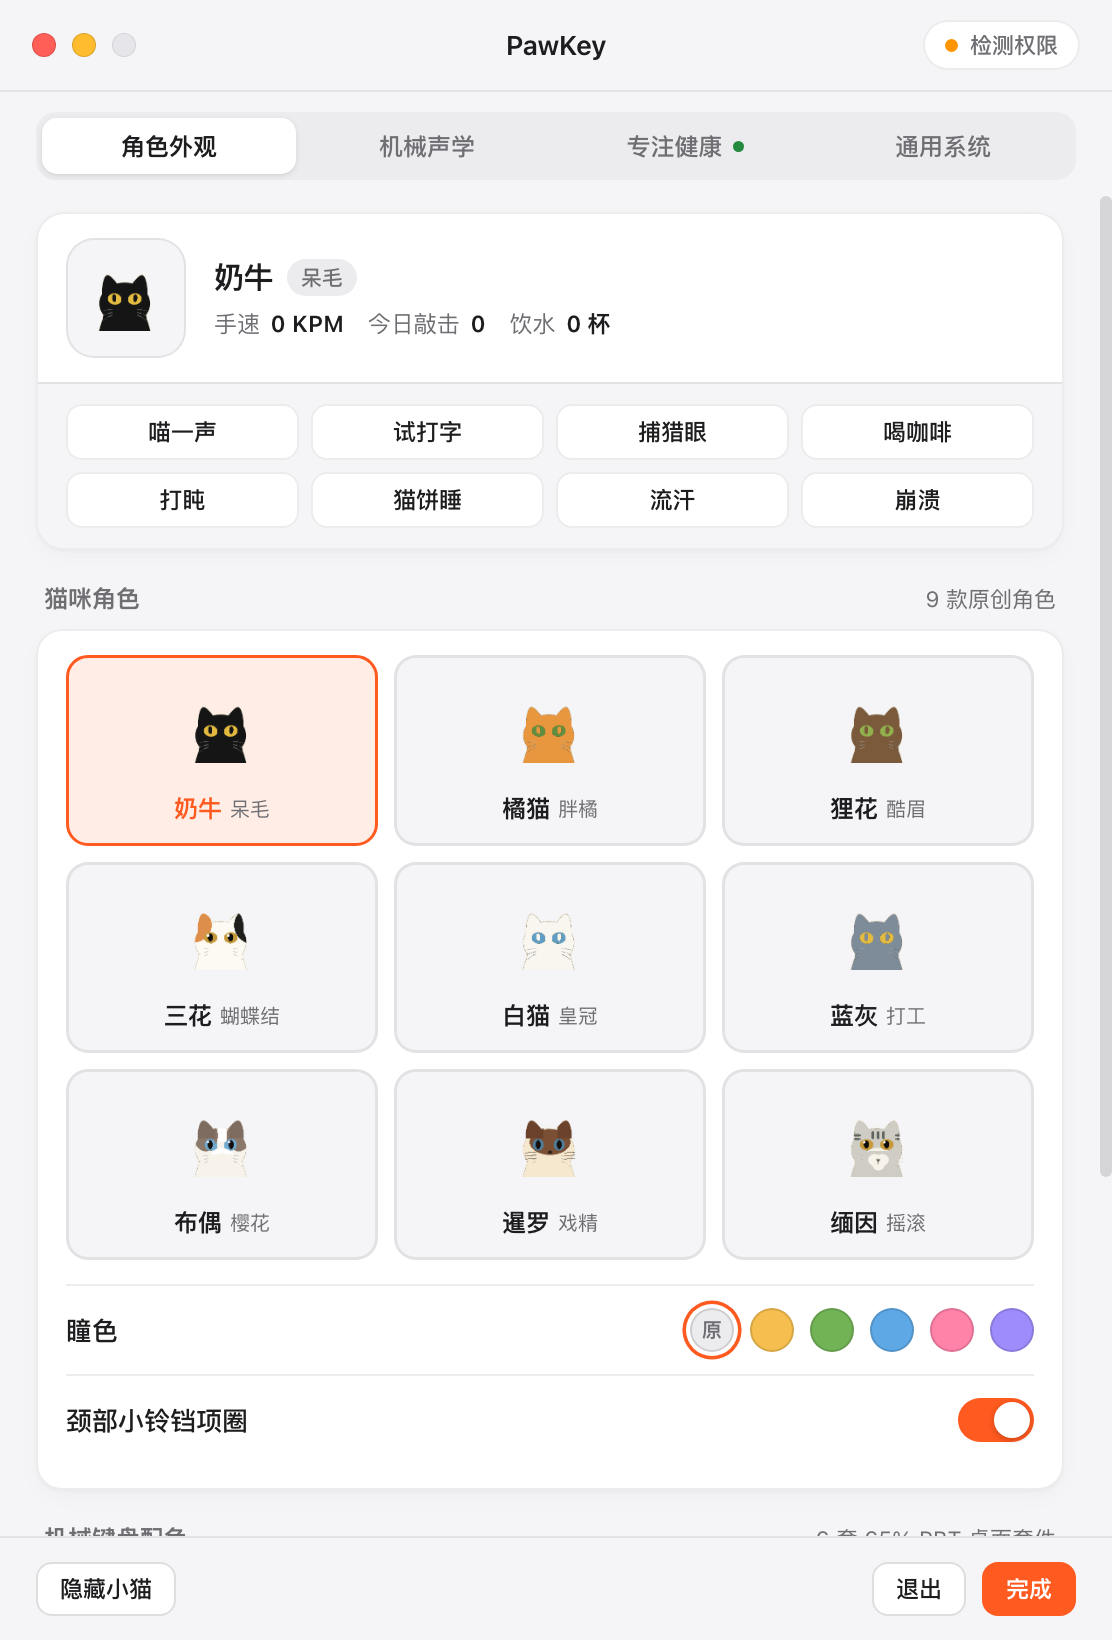 PawKey
检测权限
角色外观
机械声学
专注健康
通用系统
奶牛 呆毛
手速 0 KPM 今日敲击 0 饮水 0 杯
喵一声
试打字
捕猎眼
喝咖啡
打盹
猫饼睡
流汗
崩溃
猫咪角色
9 款原创角色
奶牛 呆毛
橘猫 胖橘
狸花 酷眉
三花 蝴蝶结
白猫 皇冠
蓝灰 打工
布偶 樱花
暹罗 戏精
缅因 摇滚
瞳色
原
颈部小铃铛项圈
机械键盘配色
隐藏小猫
退出
完成